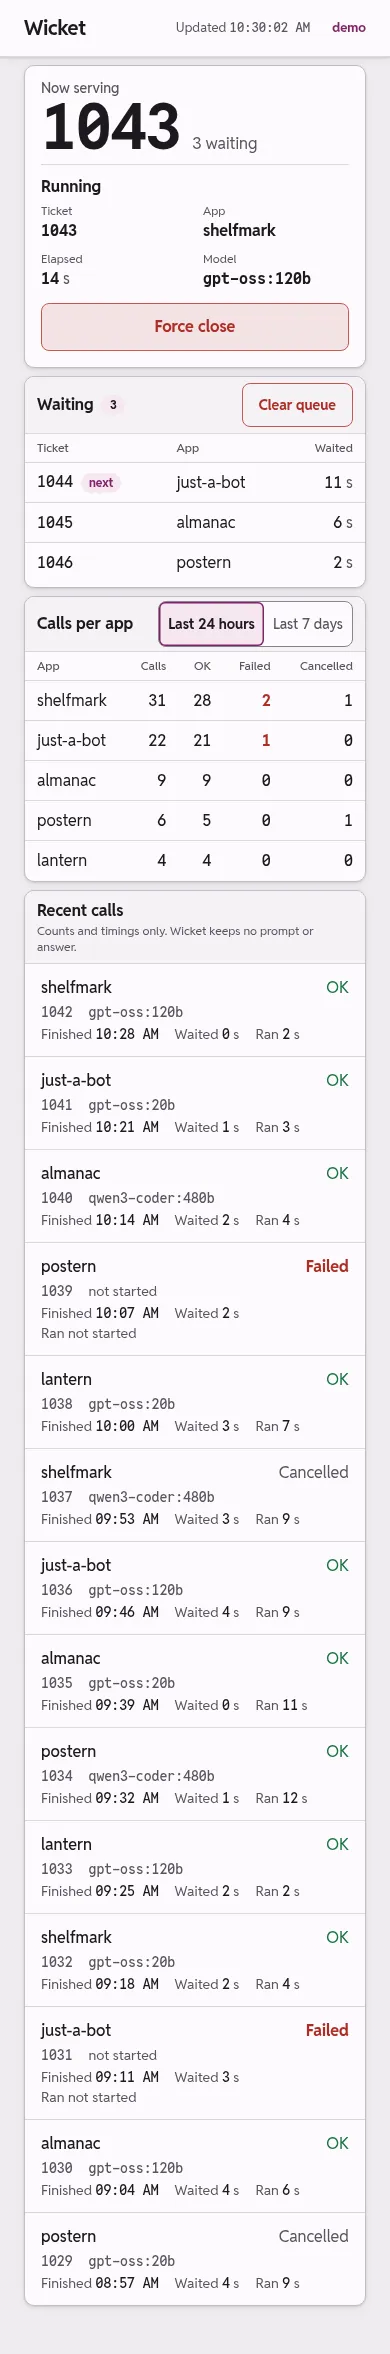 Wicket
Updated 10:30:02 AM demo
Now serving
1043 3 waiting
Running
Ticket App
1043 shelfmark
Elapsed Model
14 s gpt-oss:120b
Force close
Waiting 3 Clear queue
Ticket App Waited
1044 next just-a-bot 11 s
1045 almanac 6 s
1046 postern 2 s
Calls per app Last 24 hours Last 7 days
App Calls OK Failed Cancelled
shelfmark 31 28 2 1
just-a-bot 22 21 1 0
almanac 9 9 0 0
postern 6 5 0 1
lantern 4 4 0 0
Recent calls
Counts and timings only. Wicket keeps no prompt or
answer.
shelfmark OK
1042 gpt-oss:120b
Finished 10:28 AM Waited 0 s Ran 2 s
just-a-bot OK
1041 gpt-oss:20b
Finished 10:21 AM Waited 1 s Ran 3 s
almanac OK
1040 qwen3-coder:480b
Finished 10:14 AM Waited 2 s Ran 4 s
postern Failed
1039 not started
Finished 10:07 AM Waited 2 s
Ran not started
lantern OK
1038 gpt-oss:20b
Finished 10:00 AM Waited 3 s Ran 7 s
shelfmark Cancelled
1037 qwen3-coder:480b
Finished 09:53 AM Waited 3 s Ran 9 s
just-a-bot OK
1036 gpt-oss:120b
Finished 09:46 AM Waited 4 s Ran 9 s
almanac OK
1035 gpt-oss:20b
Finished 09:39 AM Waited 0 s Ran 11 s
postern OK
1034 qwen3-coder:480b
Finished 09:32 AM Waited 1 s Ran 12 s
lantern OK
1033 gpt-oss:120b
Finished 09:25 AM Waited 2 s Ran 2 s
shelfmark OK
1032 gpt-oss:20b
Finished 09:18 AM Waited 2 s Ran 4 s
just-a-bot Failed
1031 not started
Finished 09:11 AM Waited 3 s
Ran not started
almanac OK
1030 gpt-oss:120b
Finished 09:04 AM Waited 4 s Ran 6 s
postern Cancelled
1029 gpt-oss:20b
Finished 08:57 AM Waited 4 s Ran 9 s